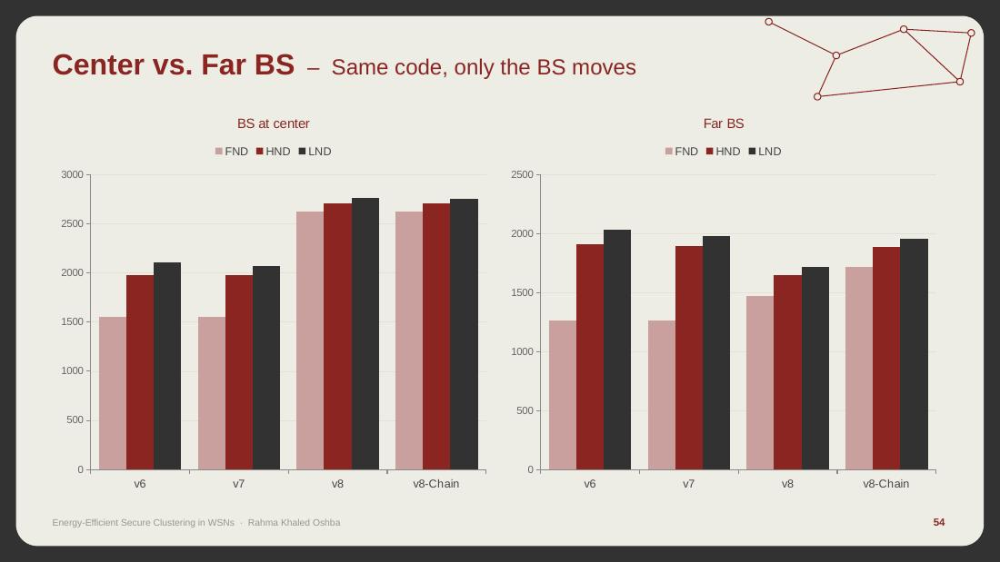 Center vs. Far BS – Same code, only the BS moves
BS at center
FND HND LND
3000
2500
2000
1500
1000
500
0
v6 v7 v8 v8-Chain
Far BS
FND HND LND
2500
2000
1500
1000
500
0
v6 v7 v8 v8-Chain
Energy-Efficient Secure Clustering in WSNs · Rahma Khaled Oshba
54